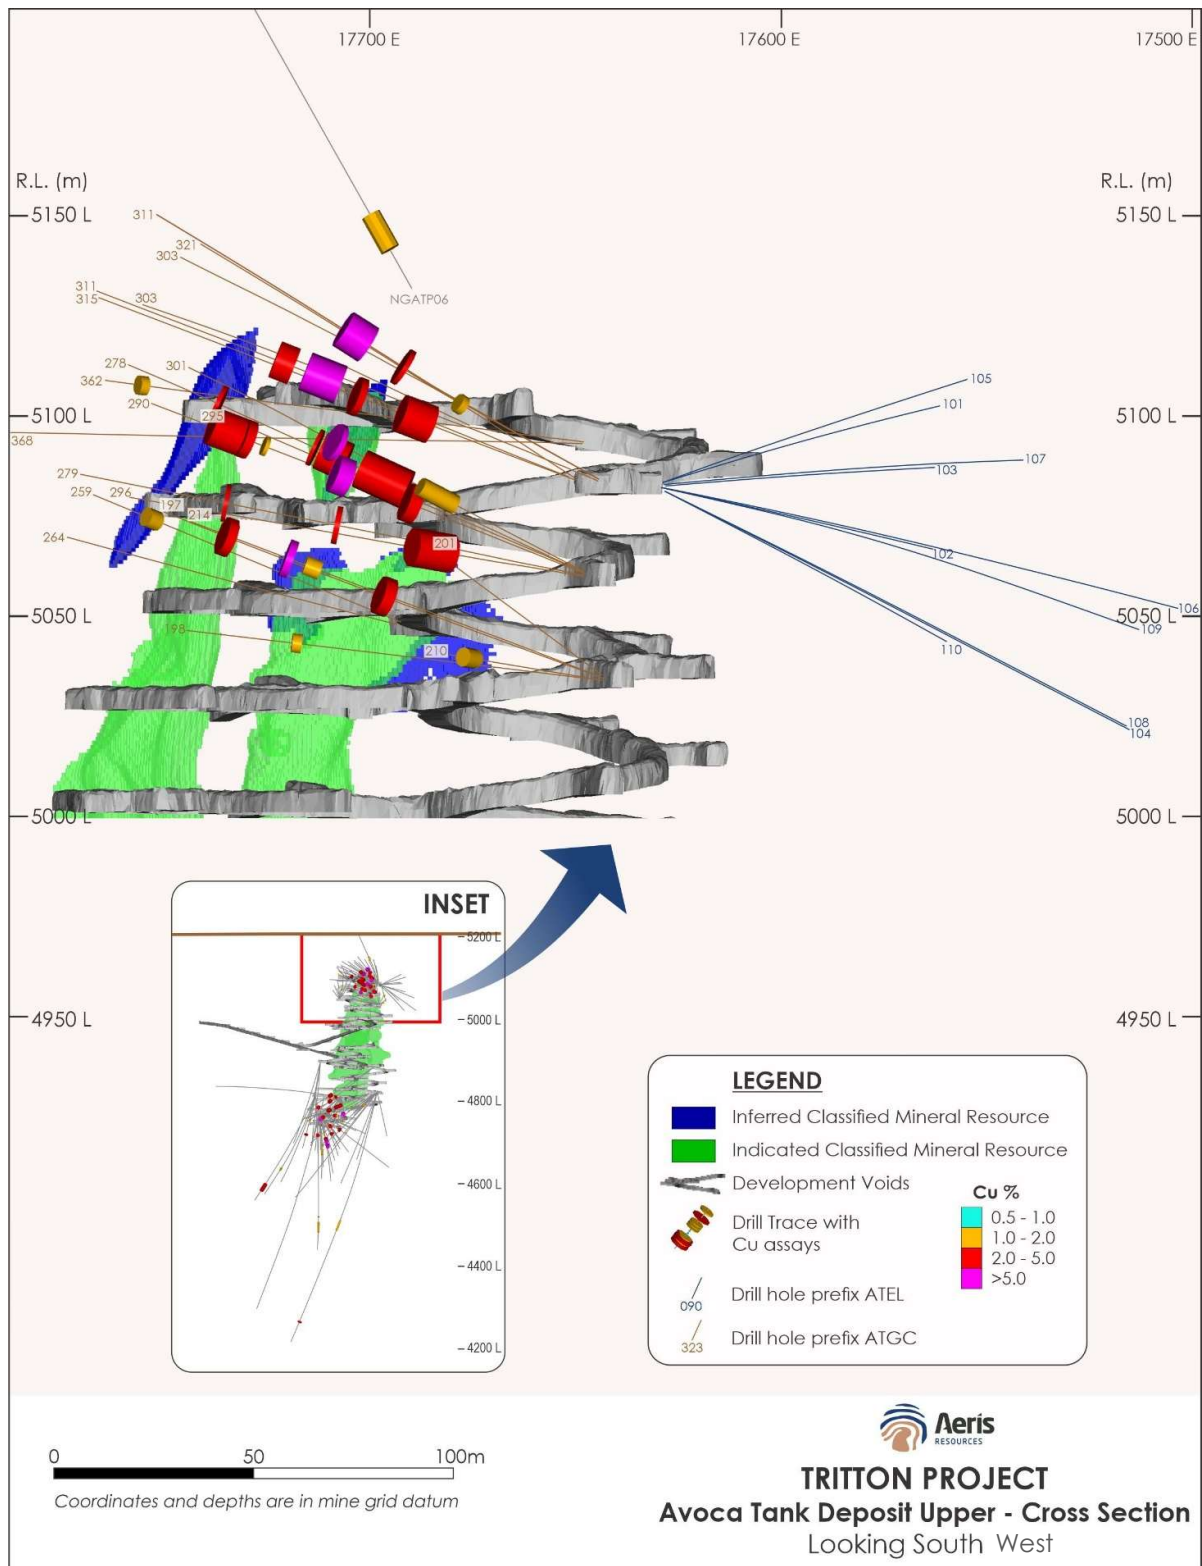 17700 E
17600 E
17500 E
R.L. (m)
R.L. (m)
5150 L
5150 L
311
321
303
NGATP06
311
315
303
278
301
362
290
295
368
105
101
107
103
5100 L
5100 L
279
296
197
259
214
264
201
102
106
109
110
5050 L
5050 L
198
210
108
104
5000 L
5000 L
4950 L
4950 L
INSET
5200 L
5000 L
4800 L
4600 L
4400 L
4200 L
LEGEND
Inferred Classified Mineral Resource
Indicated Classified Mineral Resource
Development Voids
Drill Trace with
Cu assays
090
Drill hole prefix ATEL
323
Drill hole prefix ATGC
Cu %
0.5 - 1.0
1.0 - 2.0
2.0 - 5.0
>5.0
0 50 100m
Coordinates and depths are in mine grid datum
Aeris
RESOURCES
TRITTON PROJECT
Avoca Tank Deposit Upper - Cross Section
Looking South West